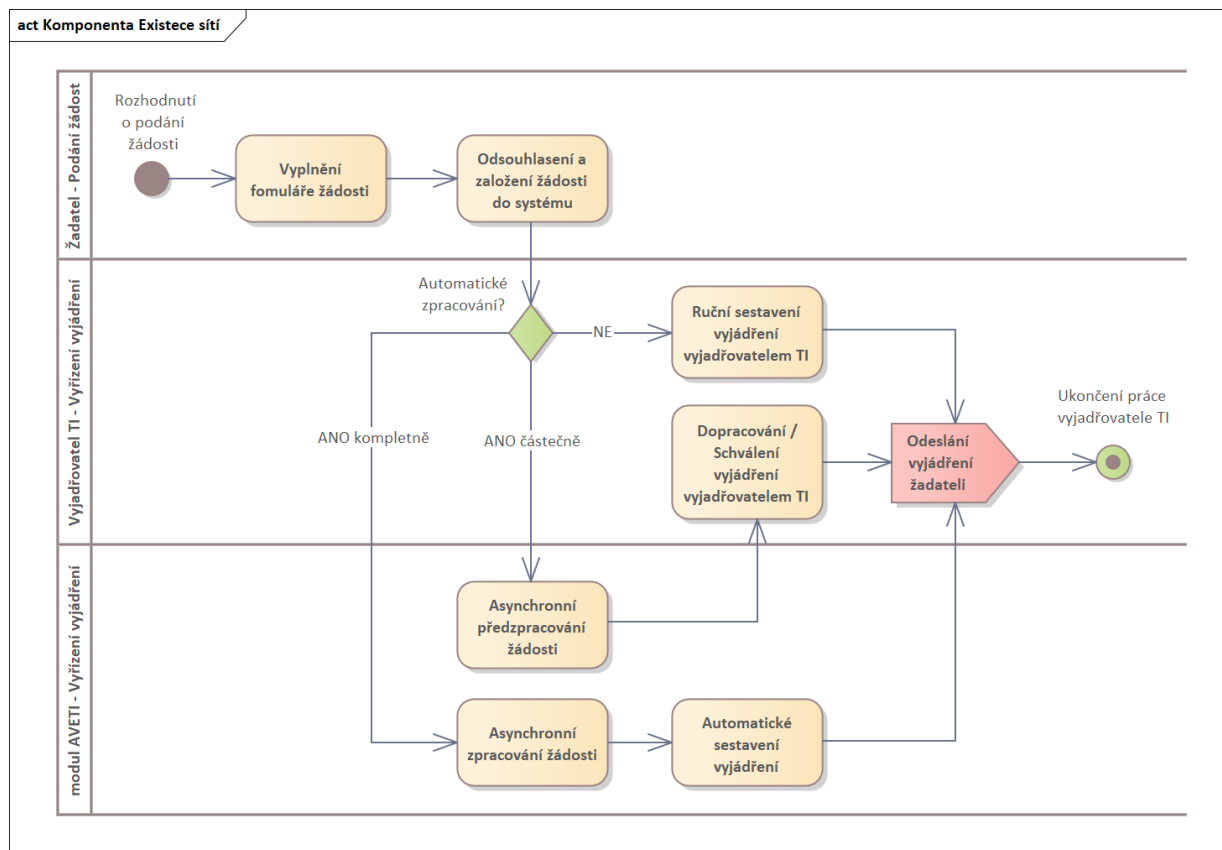 act Komponenta Existece sítí
Žadatel - Podání žádost
Rozhodnutí
o podání
žádosti
Vyplnění
fomuláře žádosti
Odsouhlasení a
založení žádosti
do systému
Vyjadřovatel TI - Vyřízení vyjádření
Automatické
zpracování?
NE
Ruční sestavení
vyjádření
vyjadřovatelem TI
ANO kompletně
ANO částečně
Dopracování /
Schválení
vyjádření
vyjadřovatelem TI
Odeslání
vyjádření
žadateli
Ukončení práce
vyjadřovatele TI
modul AVETI - Vyřízení vyjádření
Asynchronní
předzpracování
žádosti
Asynchronní
zpracování žádosti
Automatické
sestavení
vyjádření